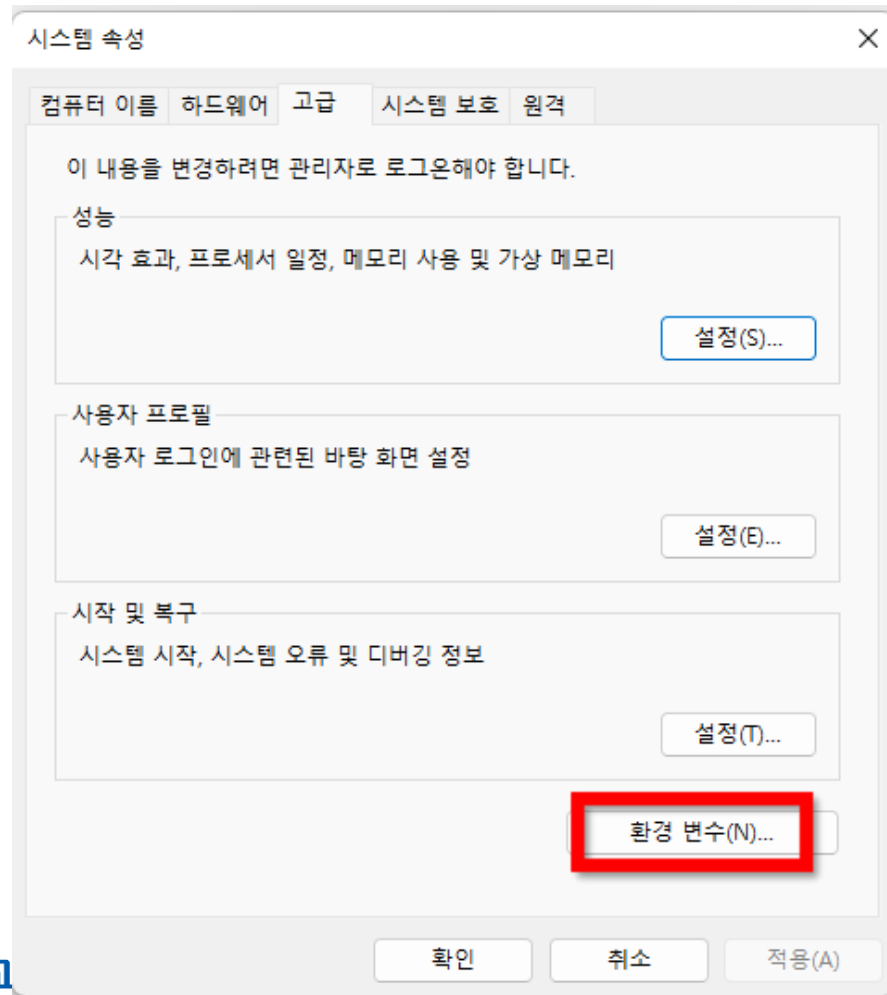 시스템 속성
컴퓨터 이름 하드웨어 고급 시스템 보호 원격
이 내용을 변경하려면 관리자로 로그온해야 합니다.
성능
시각 효과, 프로세서 일정, 메모리 사용 및 가상 메모리
설정(S)...
사용자 프로필
사용자 로그인에 관련된 바탕 화면 설정
설정(E)...
시작 및 복구
시스템 시작, 시스템 오류 및 디버깅 정보
설정(T)...
환경 변수(N)...
확인 취소 적용(A)